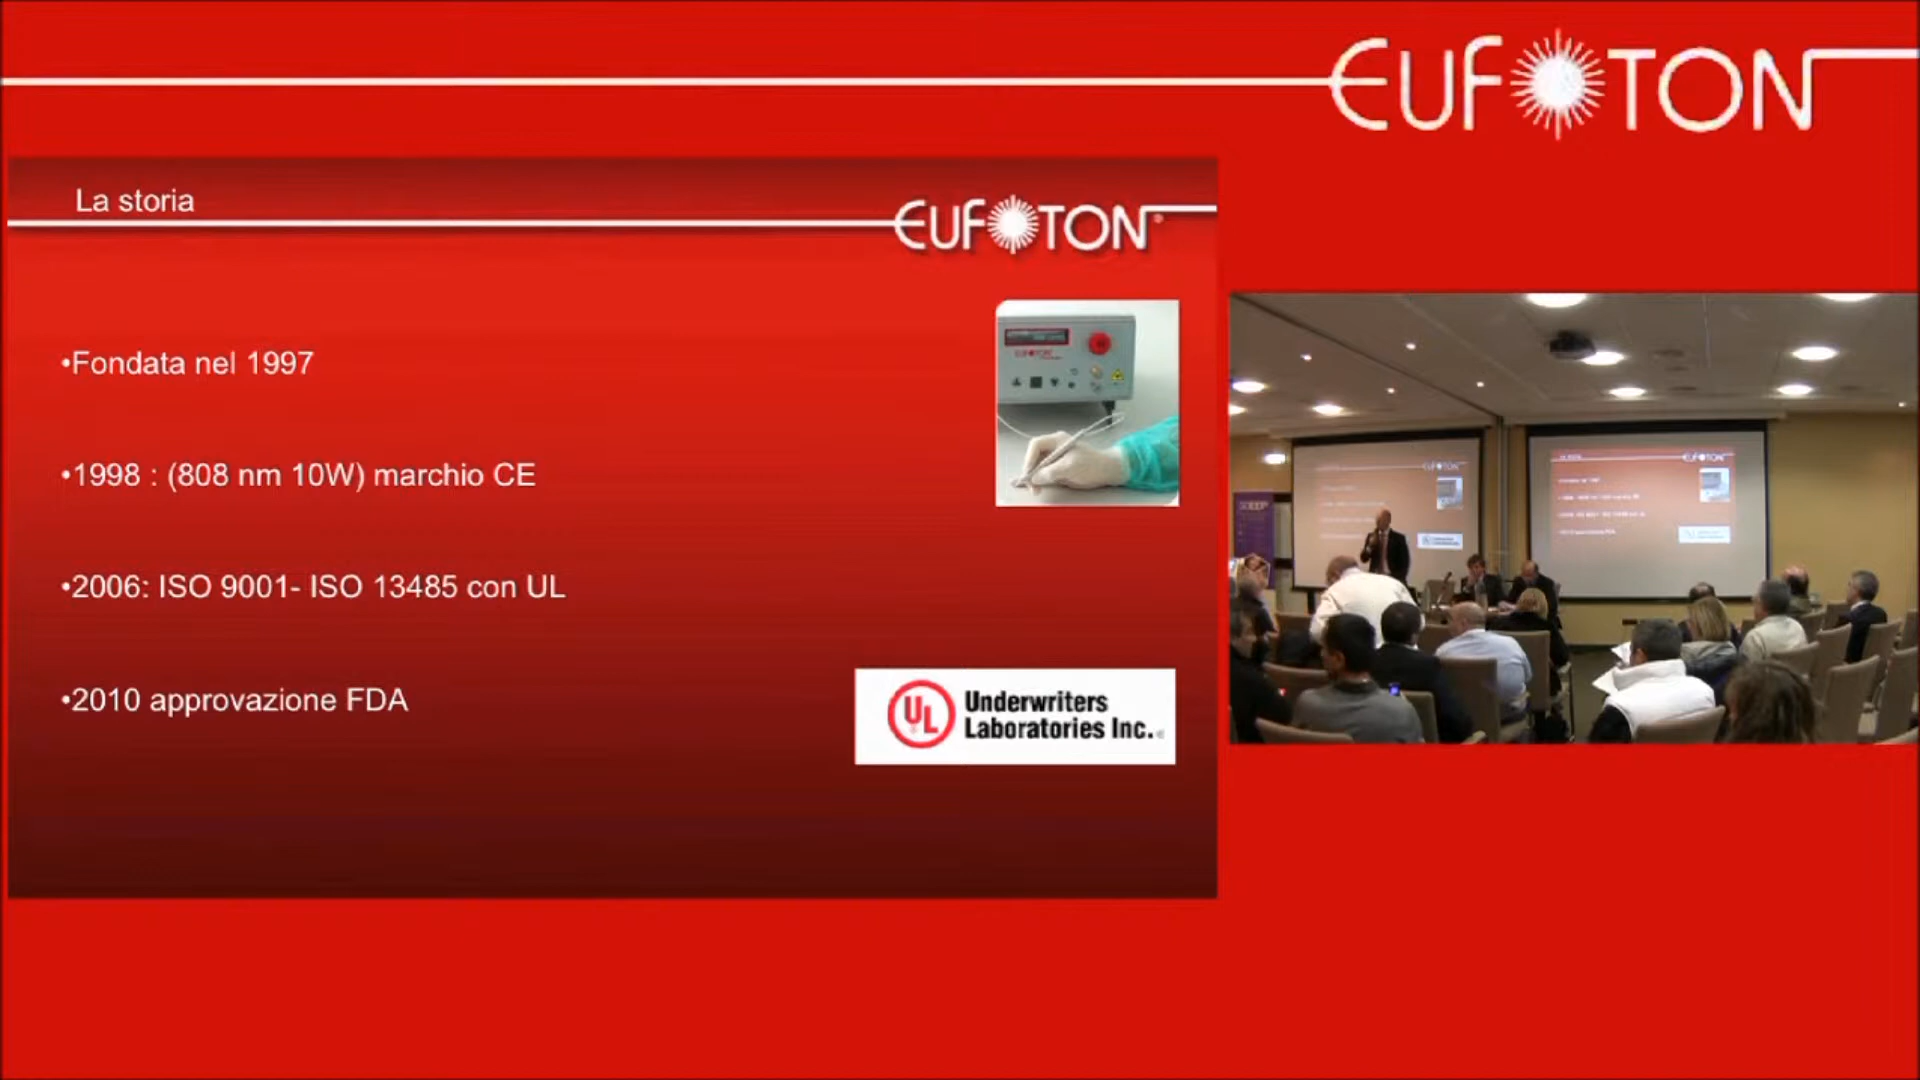 EUFOTON
La storia
EUFOTON®
•Fondata nel 1997
•1998 : (808 nm 10W) marchio CE
•2006: ISO 9001- ISO 13485 con UL
•2010 approvazione FDA
UL Underwriters
Laboratories Inc.